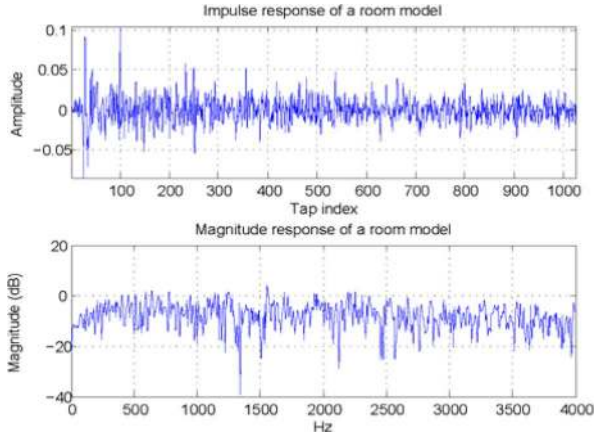 Impulse response of a room model
0.1
0.05
0
−0.05
Amplitude
100 200 300 400 500 600 700 800 900 1000
Tap index
Magnitude response of a room model
20
0
−20
−40
Magnitude (dB)
0 500 1000 1500 2000 2500 3000 3500 4000
Hz